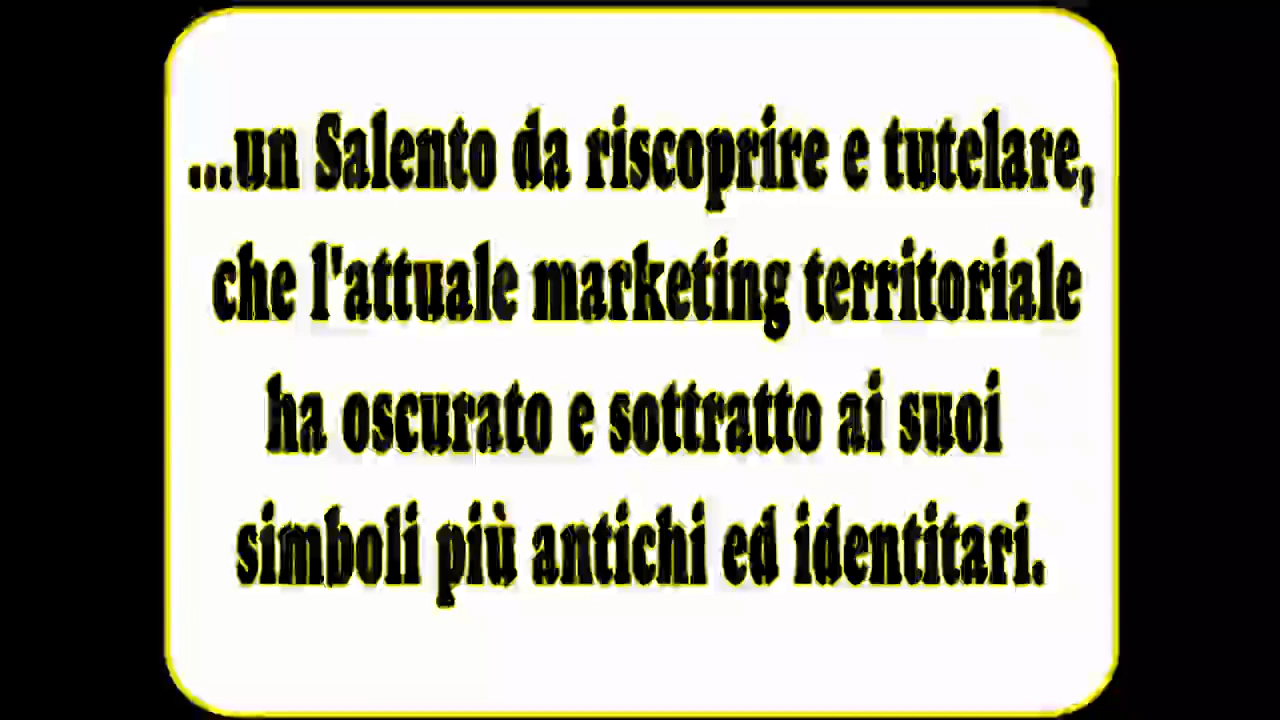 ...un Salento da riscoprire e tutelare,
che l'attuale marketing territoriale
ha oscurato e sottratto ai suoi
simboli più antichi ed identitari.